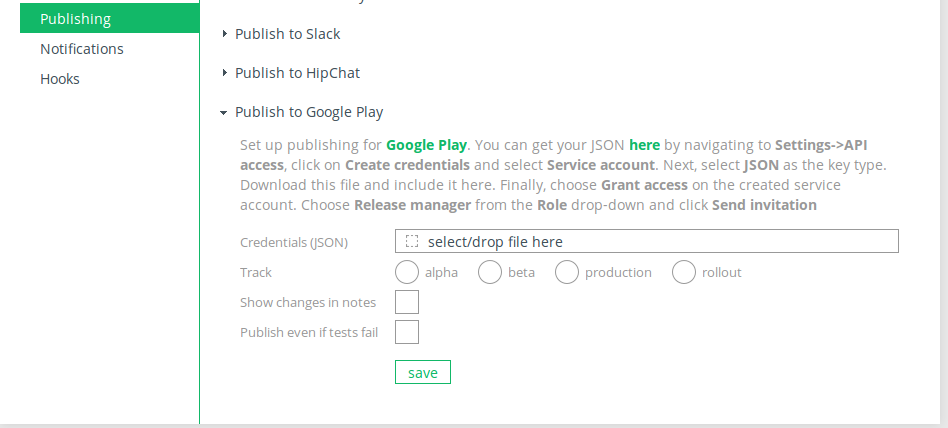 Publishing
Notifications
Hooks
Publish to Slack
Publish to HipChat
Publish to Google Play
Set up publishing for Google Play. You can get your JSON here by navigating to Settings->API
access, click on Create credentials and select Service account. Next, select JSON as the key type.
Download this file and include it here. Finally, choose Grant access on the created service
account. Choose Release manager from the Role drop-down and click Send invitation
Credentials (JSON) select/drop file here
Track alpha beta production rollout
Show changes in notes
Publish even if tests fail
save